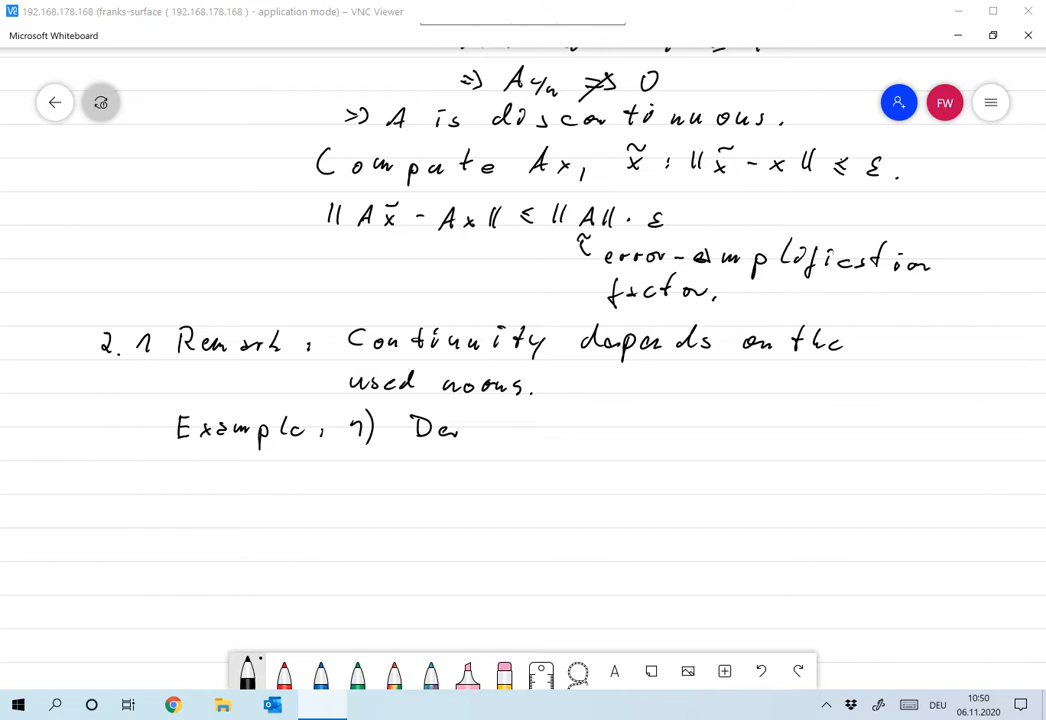 192.168.178.168 (franks-surface ( 192.168.178.168 ) - application mode) – VNC Viewer
Microsoft Whiteboard
⇒ A yₙ ↛ 0
⇒ A is discontinuous.
FW
Compute Ax, x̃ : ‖x̃ - x‖ ≤ ε.
‖Ax̃ - Ax‖ ≤ ‖A‖ · ε
error-amplification
factor.
2.1 Remark: Continuity depends on the
used norms.
Example: 1) Der
A
DEU
10:50
06.11.2020